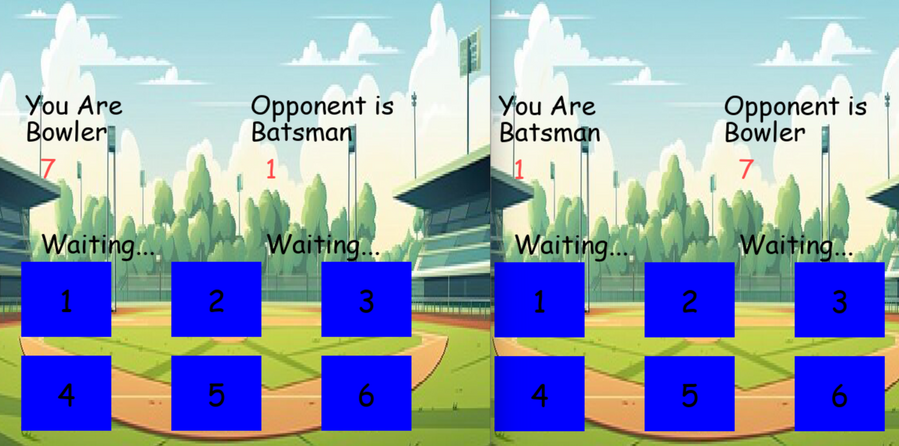 You Are
Bowler
7
Opponent is
Batsman
1
Waiting...
Waiting...
1
2
3
4
5
6
You Are
Batsman
1
Opponent is
Bowler
7
Waiting...
Waiting...
1
2
3
4
5
6